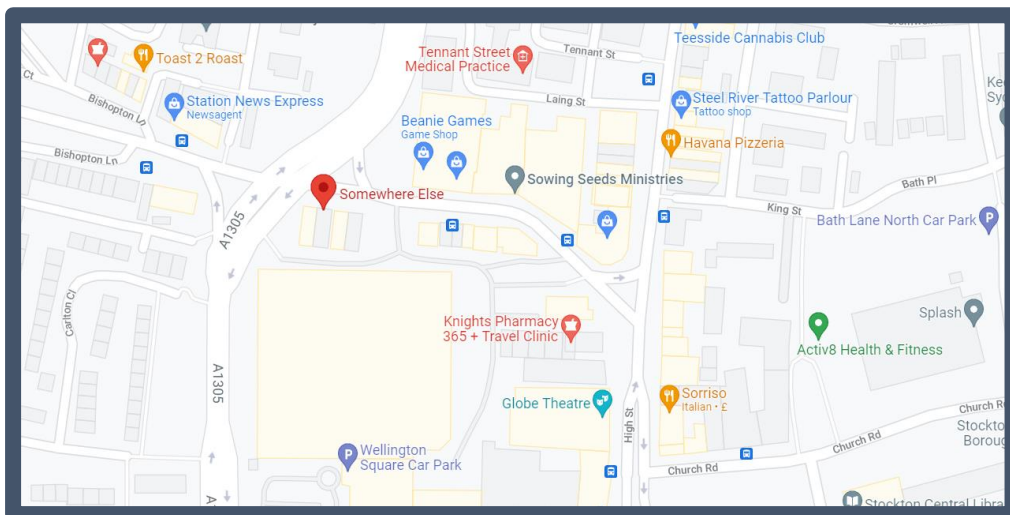 Teesside Cannabis Club
Toast 2 Roast
Tennant Street
Medical Practice
Tennant St
Bishopton Ln
Station News Express
Newsagent
Laing St
Steel River Tattoo Parlour
Tattoo shop
Beanie Games
Game Shop
Havana Pizzeria
Bishopton Ln
Sowing Seeds Ministries
Bath Pl
Somewhere Else
King St
Bath Lane North Car Park
A1305
Carlton Cl
Splash
Knights Pharmacy
365 + Travel Clinic
Activ8 Health & Fitness
A1305
Globe Theatre
Sorriso
Italian • £
High St
Church Rd
Church Rd
Wellington
Square Car Park
Church Rd
Stockton Central Libra